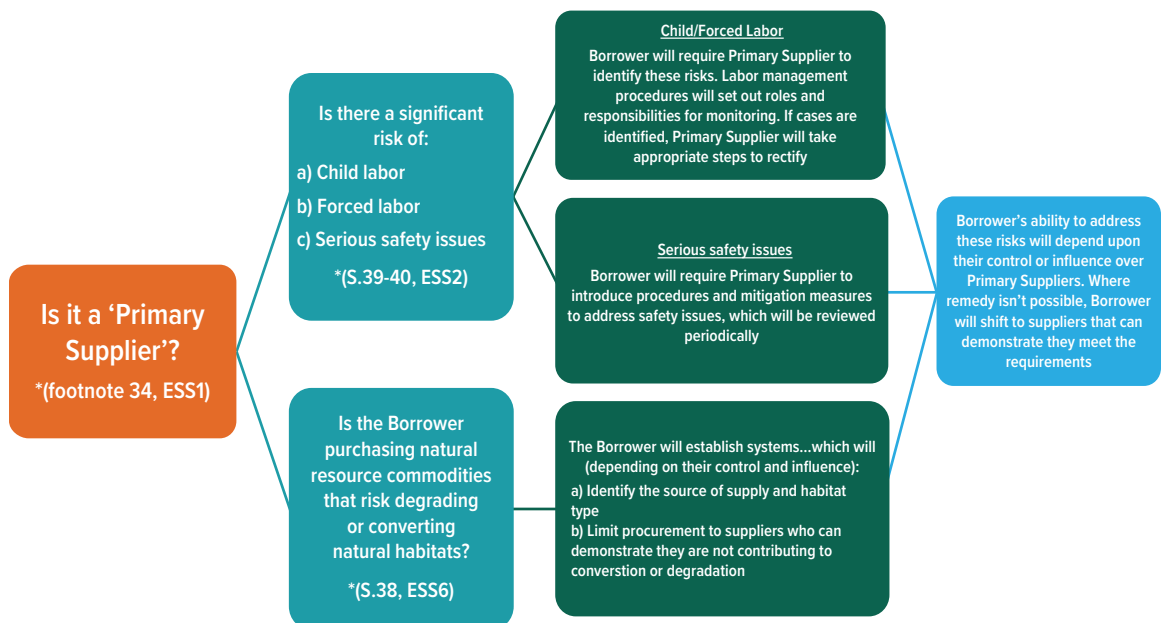 Is it a ‘Primary
Supplier’?
*(footnote 34, ESS1)
Is there a significant
risk of:
a) Child labor
b) Forced labor
c) Serious safety issues
*(S.39-40, ESS2)
Is the Borrower
purchasing natural
resource commodities
that risk degrading
or converting
natural habitats?
*(S.38, ESS6)
Child/Forced Labor
Borrower will require Primary Supplier to
identify these risks. Labor management
procedures will set out roles and
responsibilities for monitoring. If cases are
identified, Primary Supplier will take
appropriate steps to rectify
Serious safety issues
Borrower will require Primary Supplier to
introduce procedures and mitigation measures
to address safety issues, which will be reviewed
periodically
The Borrower will establish systems...which will
(depending on their control and influence):
a) Identify the source of supply and habitat
type
b) Limit procurement to suppliers who can
demonstrate they are not contributing to
converstion or degradation
Borrower’s ability to address
these risks will depend upon
their control or influence over
Primary Suppliers. Where
remedy isn’t possible, Borrower
will shift to suppliers that can
demonstrate they meet the
requirements